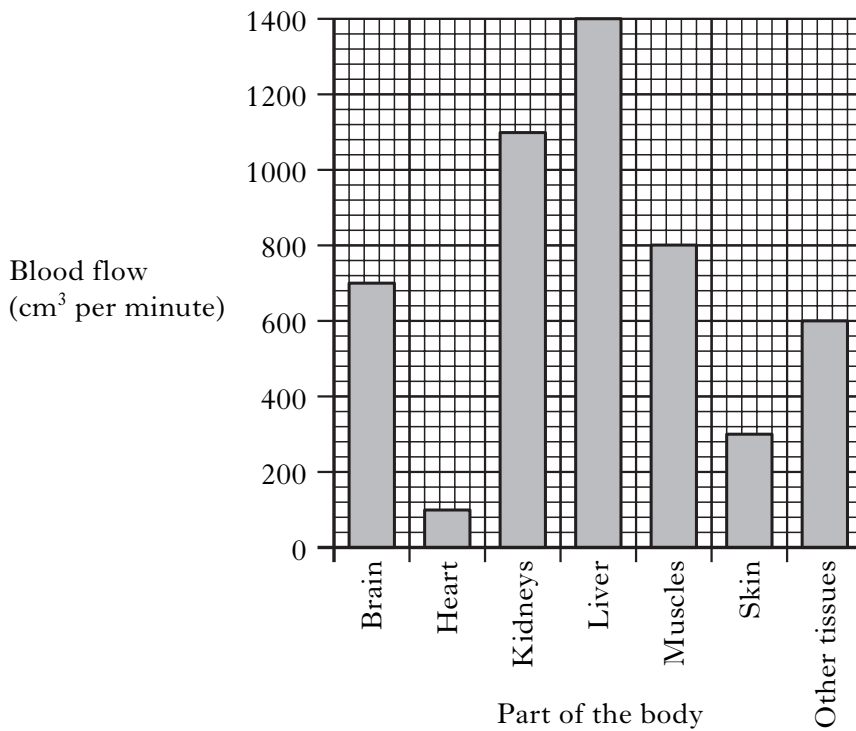 1400
1200
1000
800
600
400
200
0
Blood flow
(cm³ per minute)
Brain
Heart
Kidneys
Liver
Muscles
Skin
Other tissues
Part of the body